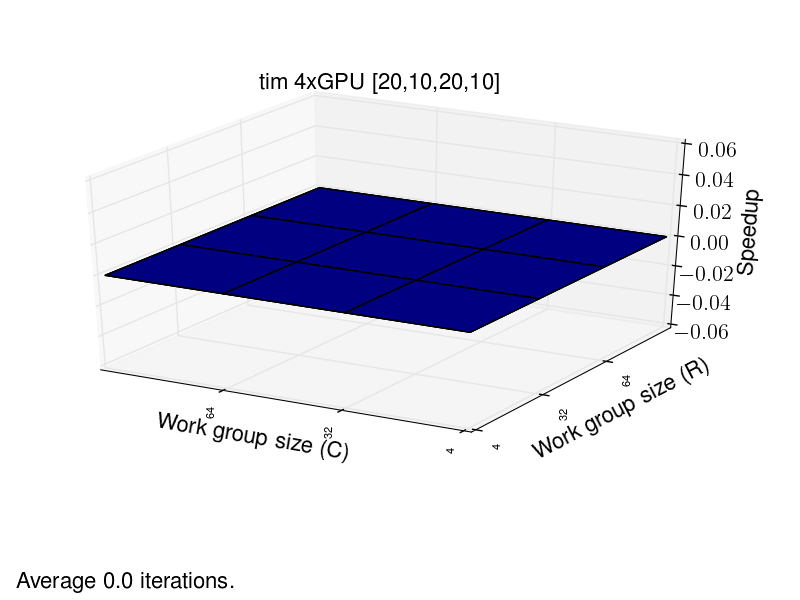 tim 4xGPU [20,10,20,10]
0.06
0.04
0.02
0.00
−0.02
−0.04
−0.06
Speedup
64
32
4
Work group size (C)
4
32
64
Work group size (R)
Average 0.0 iterations.